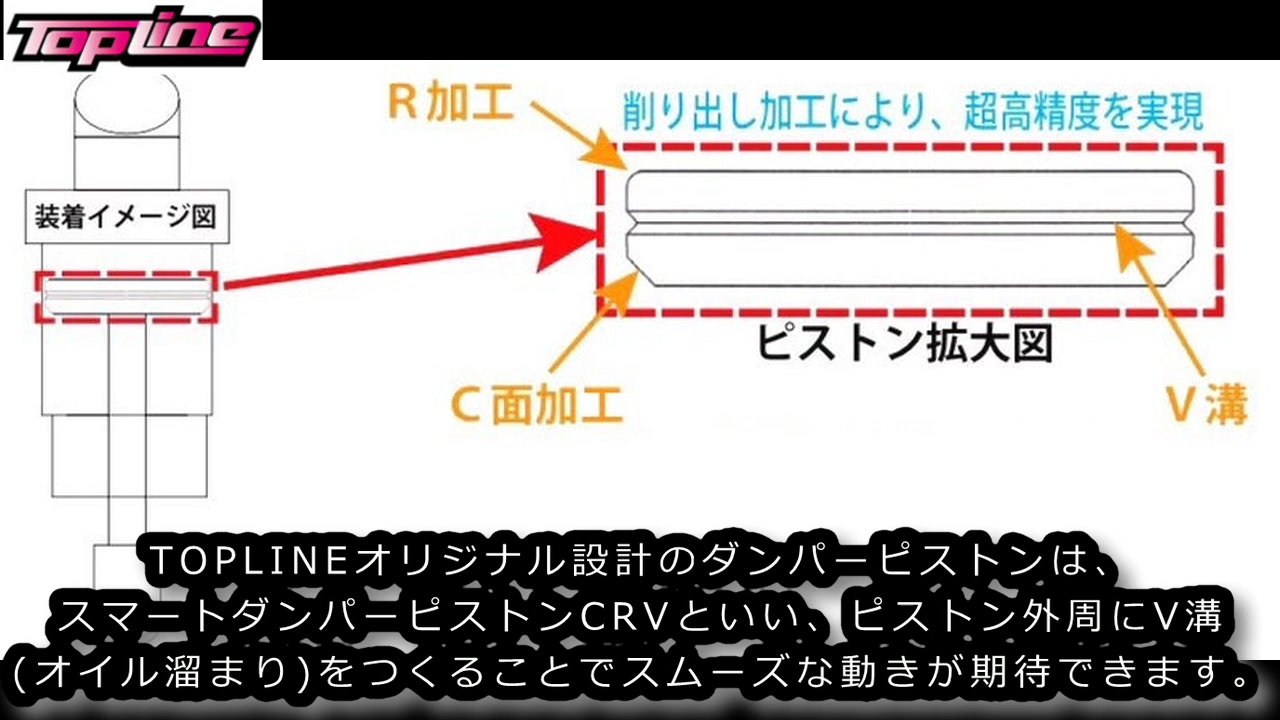 TopLine
R加工
削り出し加工により、超高精度を実現
装着イメージ図
ピストン拡大図
C面加工
V溝
TOPLINEオリジナル設計のダンパーピストンは、
スマートダンパーピストンCRVといい、ピストン外周にV溝
(オイル溜まり)をつくることでスムーズな動きが期待できます。